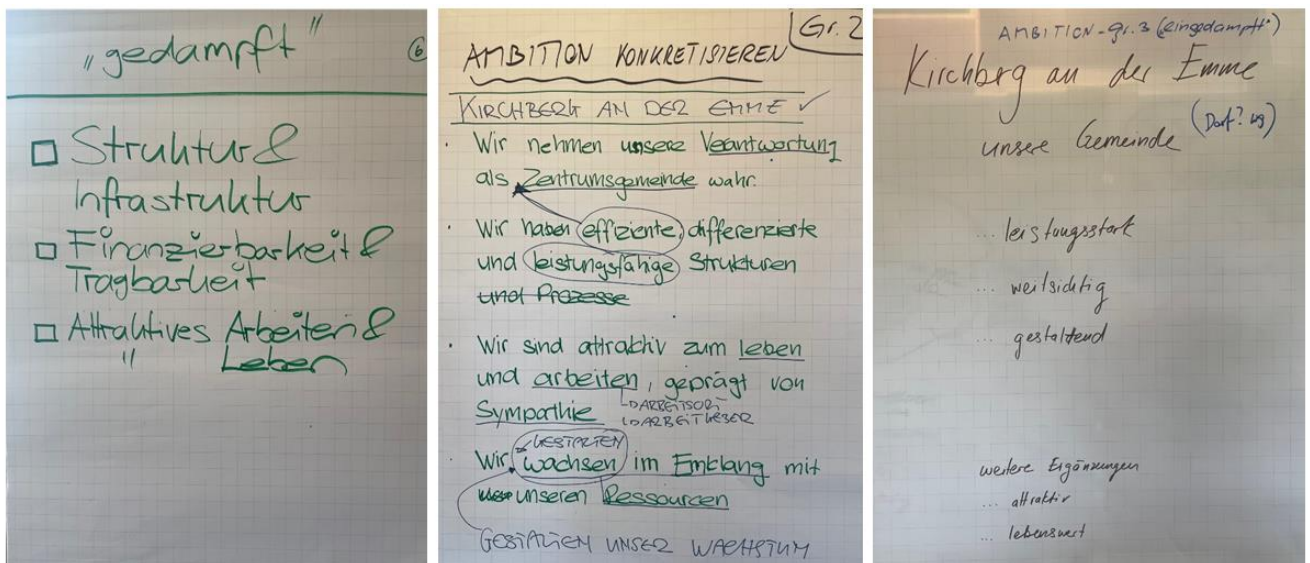 „gedampft"
6
Struktur &
Infrastruktur
Finanzierbarkeit &
Tragbarkeit
Attraktives Arbeiten &
" Leben
Gr. 2
AMBITION KONKRETISIEREN
KIRCHBERG AN DER EMME ✓
· Wir nehmen unsere Verantwortung
als Zentrumsgemeinde wahr.
· Wir haben effiziente, differenzierte
und leistungsfähige Strukturen
und Prozesse
· Wir sind attraktiv zum leben
und arbeiten, geprägt von
Sympathie
ARBEITSORT
ARBEITGEBER
GESTALTEN
Wir wachsen im Einklang mit
unseren Ressourcen
GESTALTEN UNSER WACHSTUM
AMBITION - Gr. 3 („eingedampft")
Kirchberg an der Emme
(Dorf?)
unsere Gemeinde
... leistungsstark
... weitsichtig
... gestaltend
weitere Ergänzungen
... attraktiv
... lebenswert